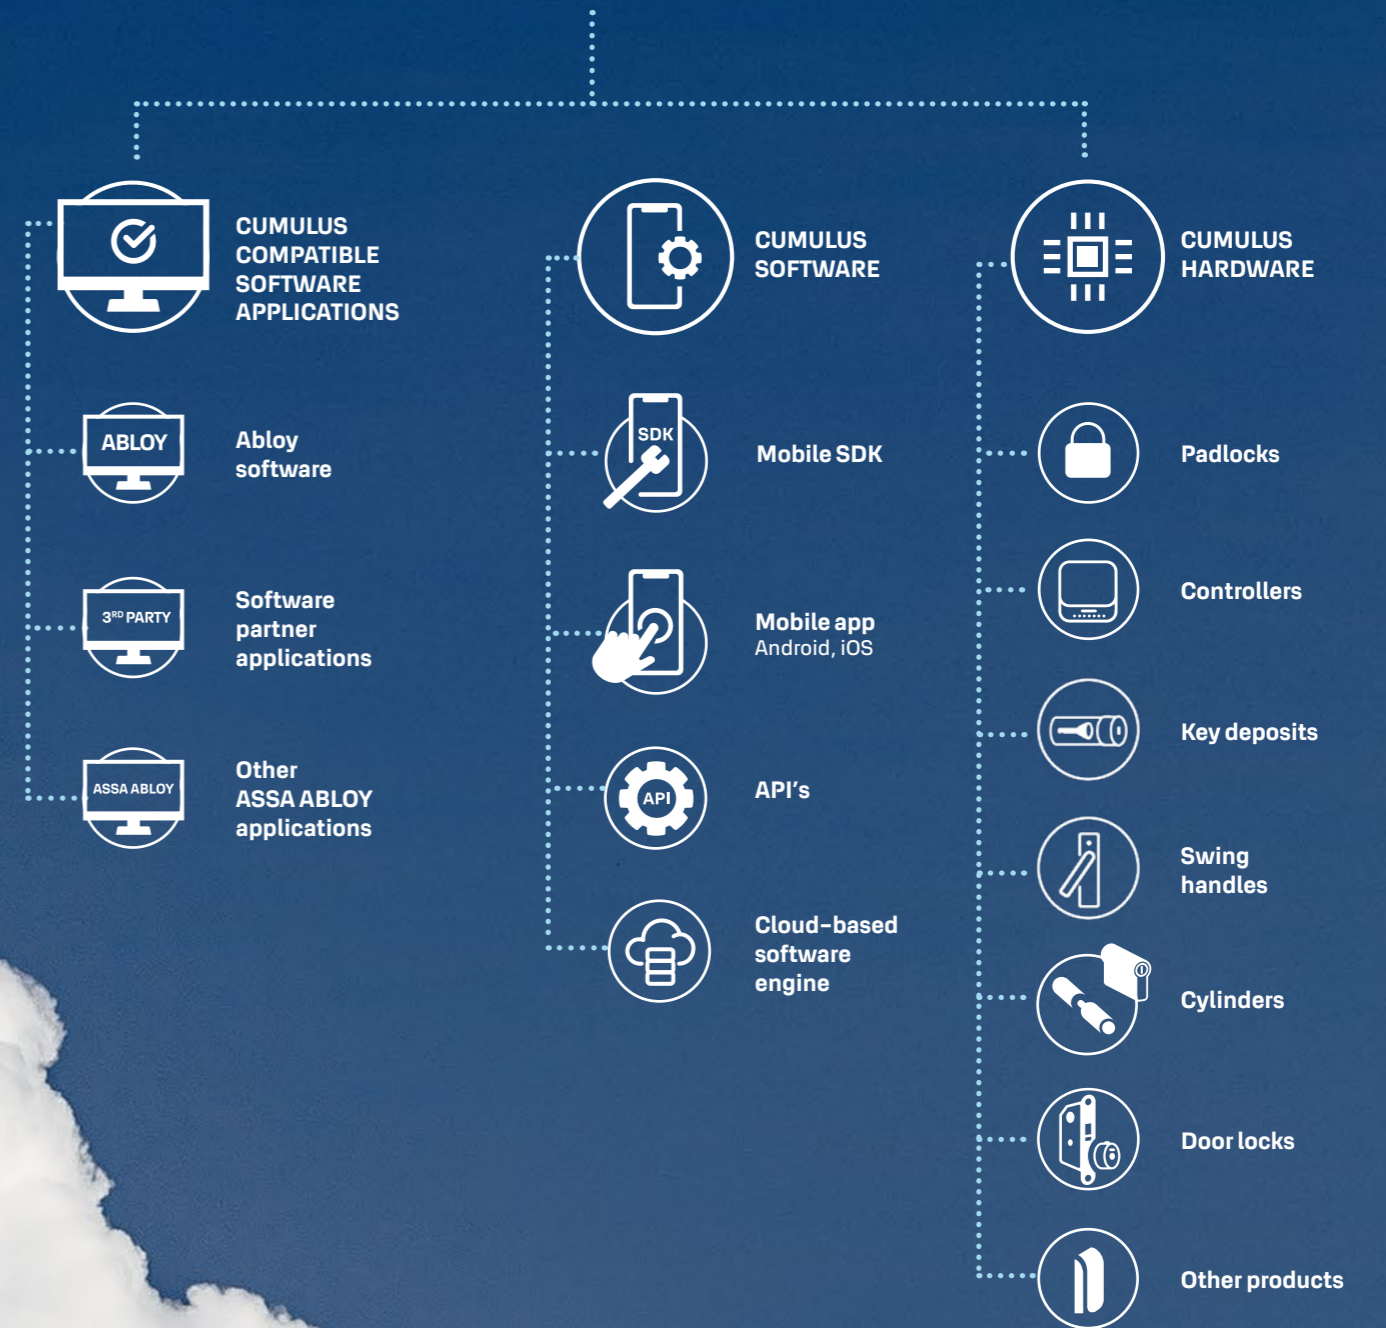 CUMULUS
COMPATIBLE
SOFTWARE
APPLICATIONS
ABLOY
Abloy
software
3RD PARTY
Software
partner
applications
ASSA ABLOY
Other
ASSA ABLOY
applications
CUMULUS
SOFTWARE
SDK
Mobile SDK
Mobile app
Android, iOS
API
API's
Cloud-based
software
engine
CUMULUS
HARDWARE
Padlocks
Controllers
Key deposits
Swing
handles
Cylinders
Door locks
Other products